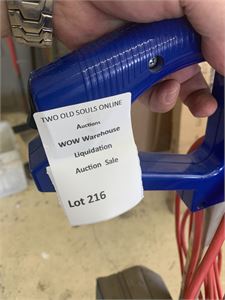 TWO OLD SOULS ONLINE
Auctions
WOW Warehouse
Liquidation
Auction Sale
Lot 216